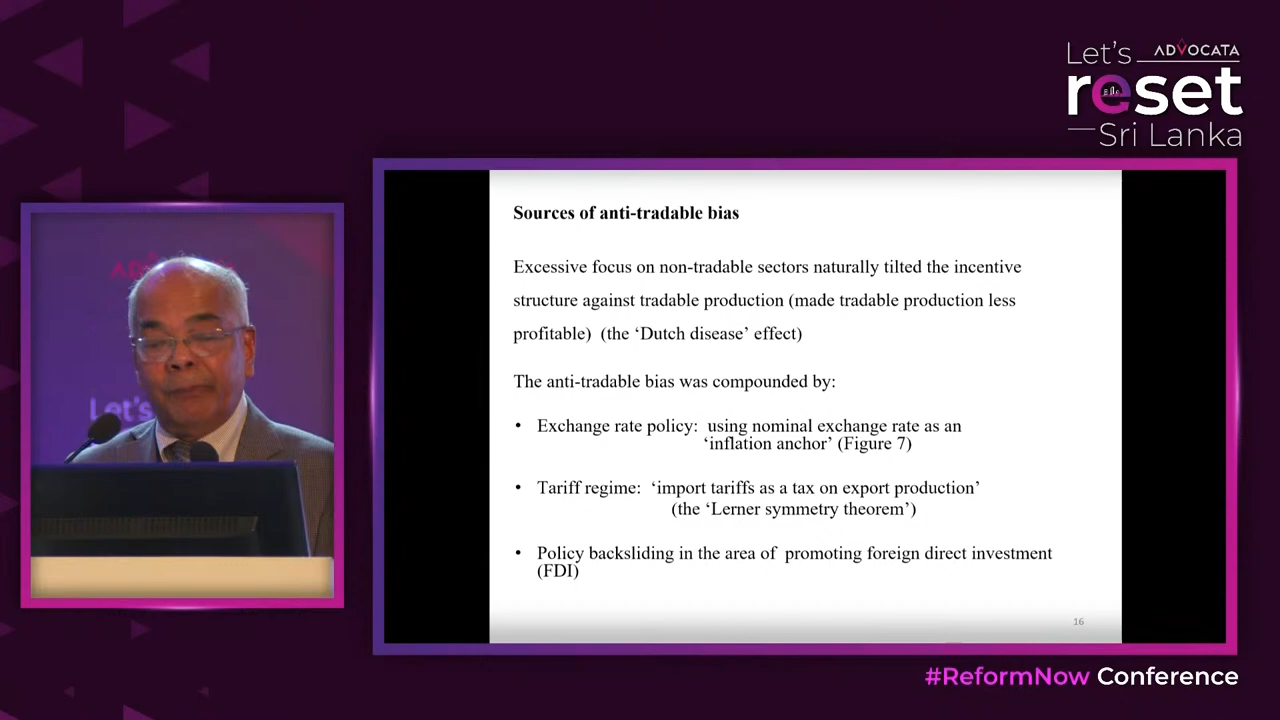 Let's
ADVOCATA
reset
Sri Lanka
Sources of anti-tradable bias
Excessive focus on non-tradable sectors naturally tilted the incentive
structure against tradable production (made tradable production less
profitable) (the ‘Dutch disease’ effect)
The anti-tradable bias was compounded by:
• Exchange rate policy: using nominal exchange rate as an
‘inflation anchor’ (Figure 7)
• Tariff regime: ‘import tariffs as a tax on export production’
(the ‘Lerner symmetry theorem’)
• Policy backsliding in the area of promoting foreign direct investment
(FDI)
16
Let's
#ReformNow Conference